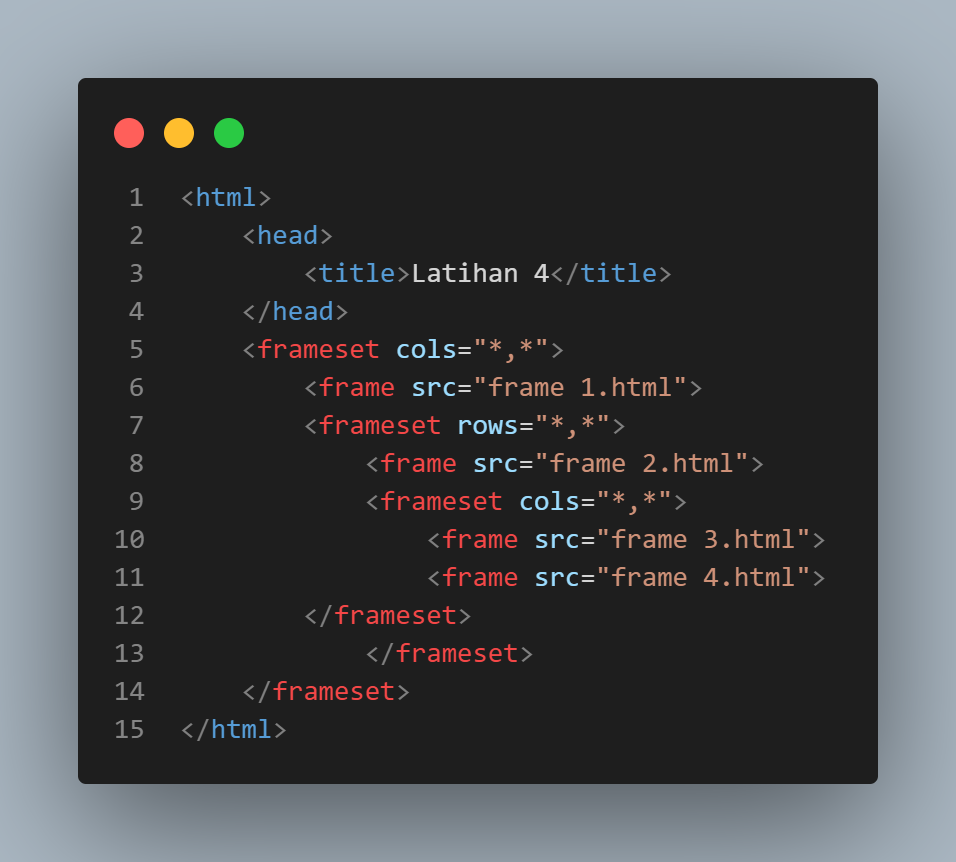 1 <html>
2     <head>
3         <title>Latihan 4</title>
4     </head>
5     <frameset cols="*,*">
6         <frame src="frame 1.html">
7         <frameset rows="*,*">
8             <frame src="frame 2.html">
9             <frameset cols="*,*">
10                 <frame src="frame 3.html">
11                 <frame src="frame 4.html">
12         </frameset>
13             </frameset>
14     </frameset>
15 </html>